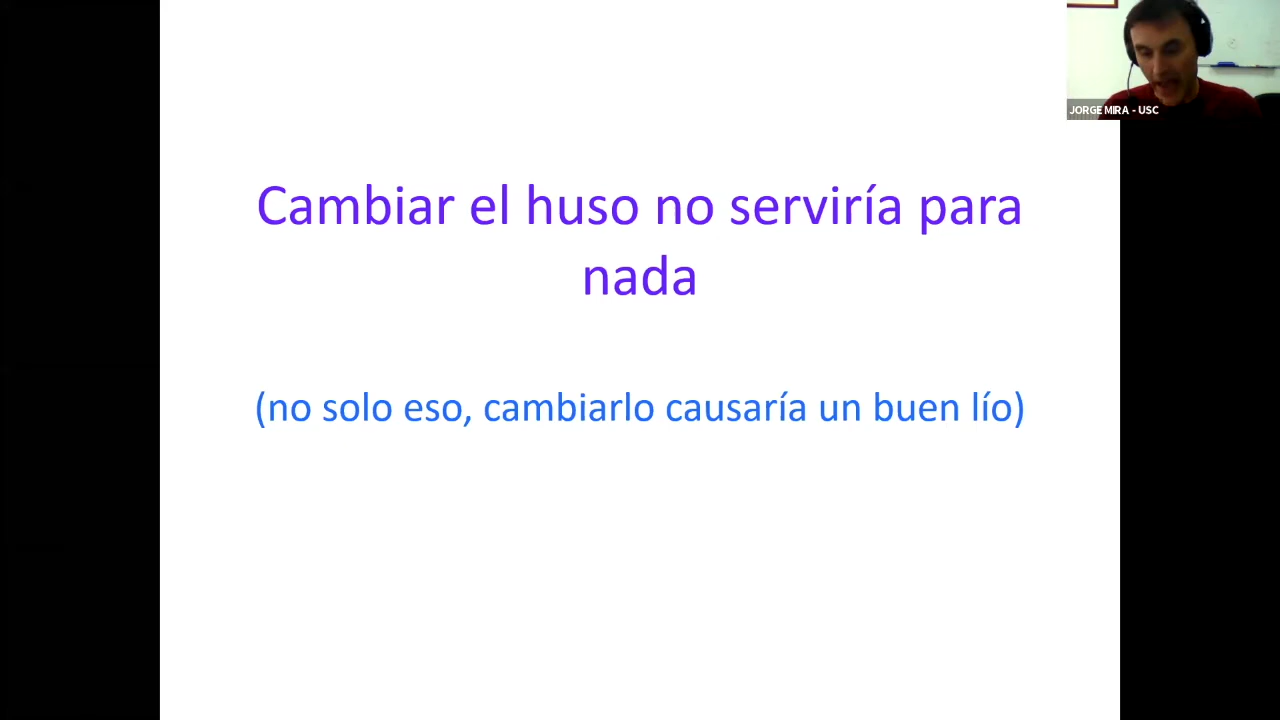 JORGE MIRA - USC
Cambiar el huso no serviría para
nada
(no solo eso, cambiarlo causaría un buen lío)